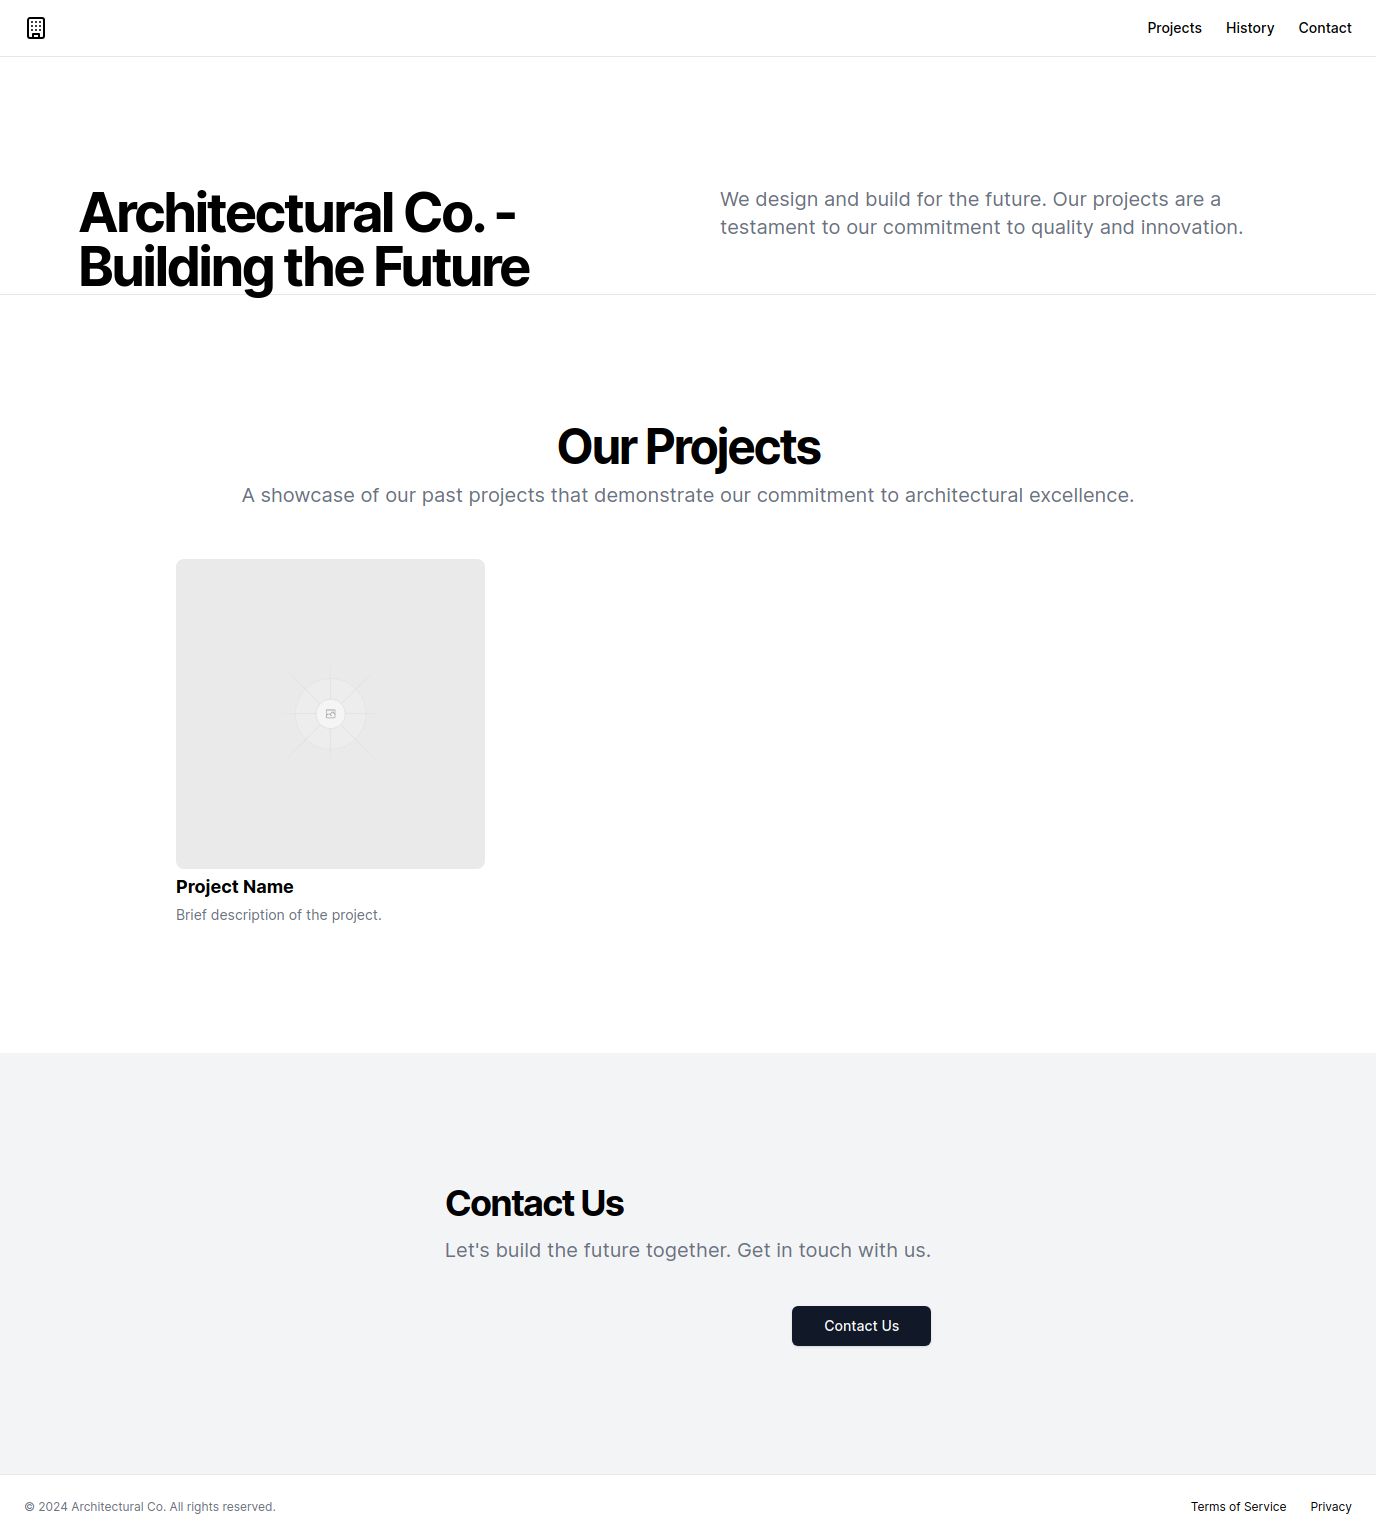 Projects History Contact
Architectural Co. -
Building the Future
We design and build for the future. Our projects are a
testament to our commitment to quality and innovation.
Our Projects
A showcase of our past projects that demonstrate our commitment to architectural excellence.
Project Name
Brief description of the project.
Contact Us
Let's build the future together. Get in touch with us.
Contact Us
© 2024 Architectural Co. All rights reserved.
Terms of Service Privacy